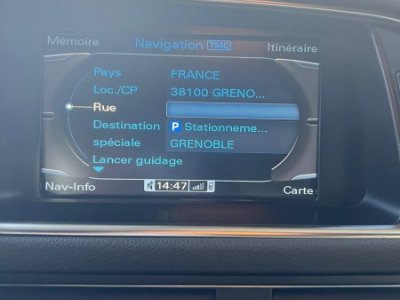 Mémoire Navigation TMC Itinéraire
Pays FRANCE
Loc./CP 38100 GRENO...
Rue
Destination P Stationneme...
spéciale GRENOBLE
Lancer guidage
Nav-Info 14:47 Carte